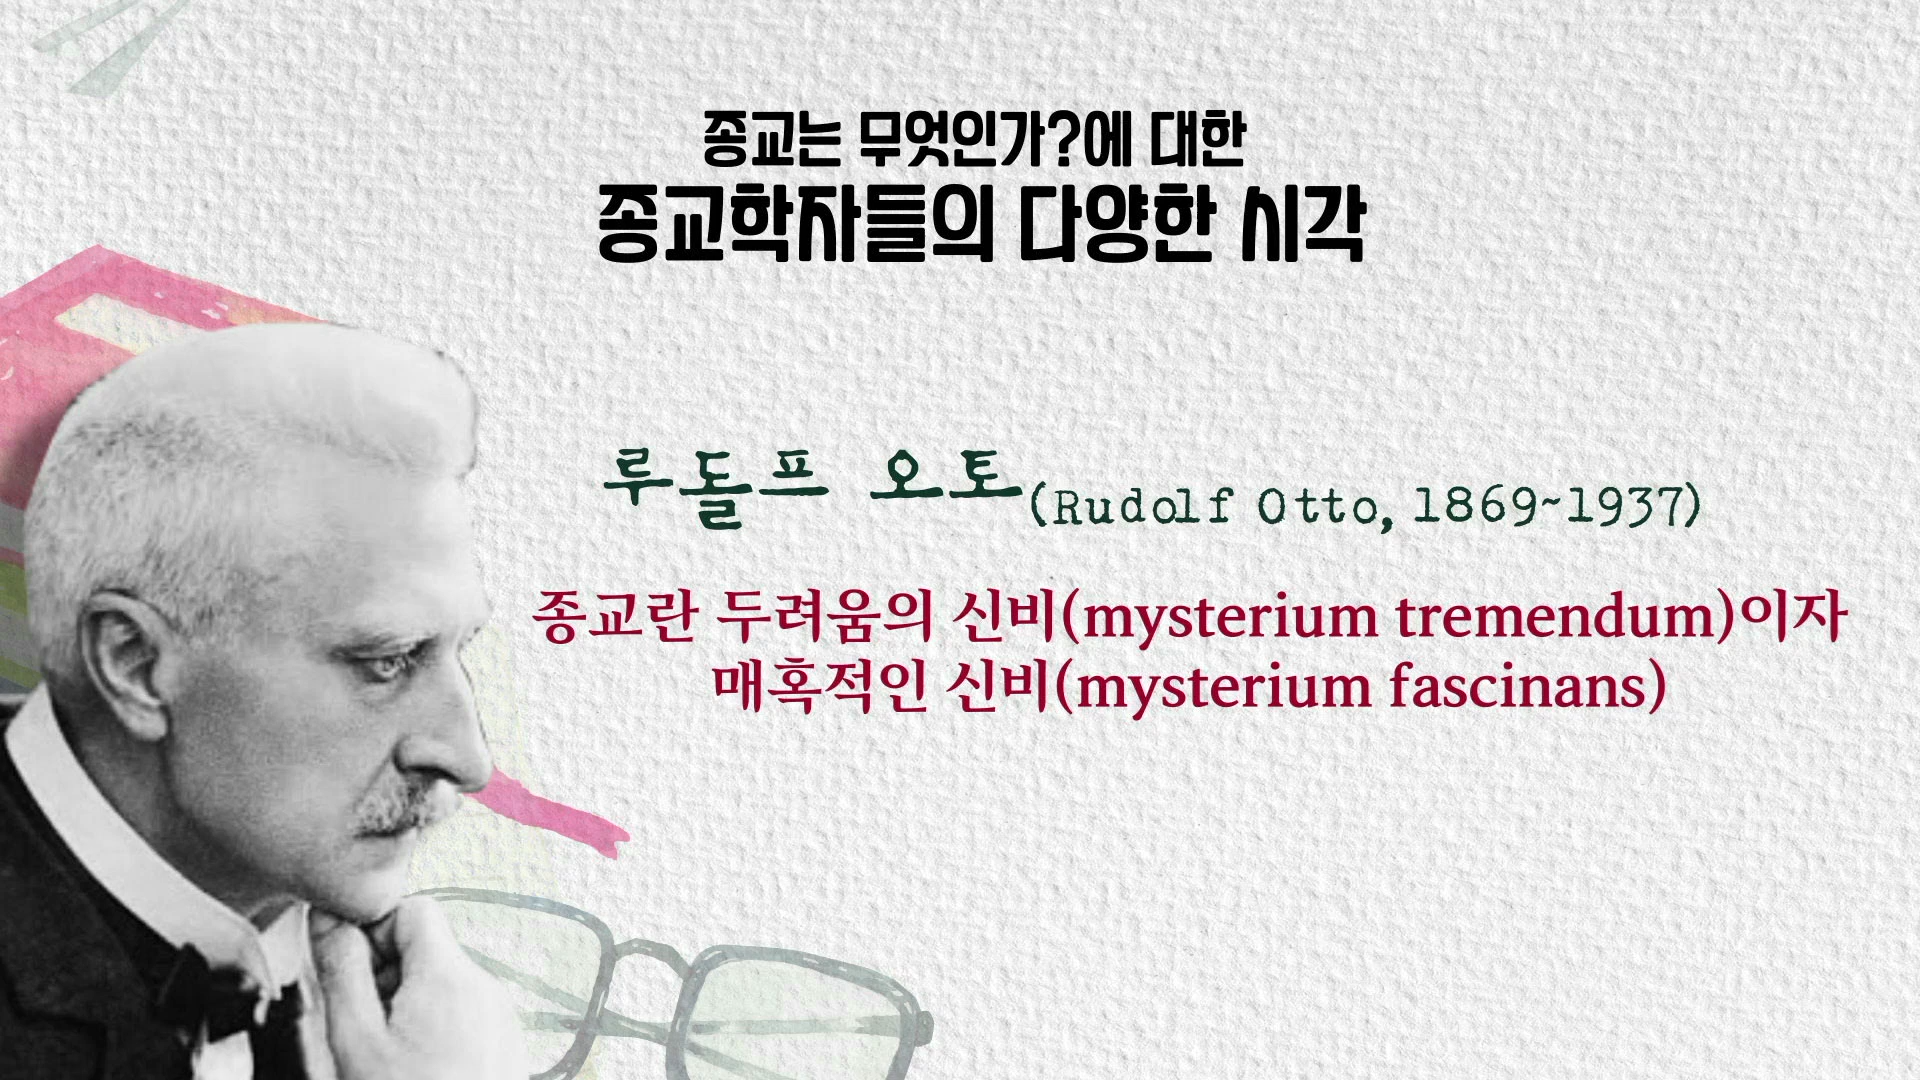 종교는 무엇인가?에 대한
종교학자들의 다양한 시각
루돌프 오토(Rudolf Otto, 1869~1937)
종교란 두려움의 신비(mysterium tremendum)이자
매혹적인 신비(mysterium fascinans)